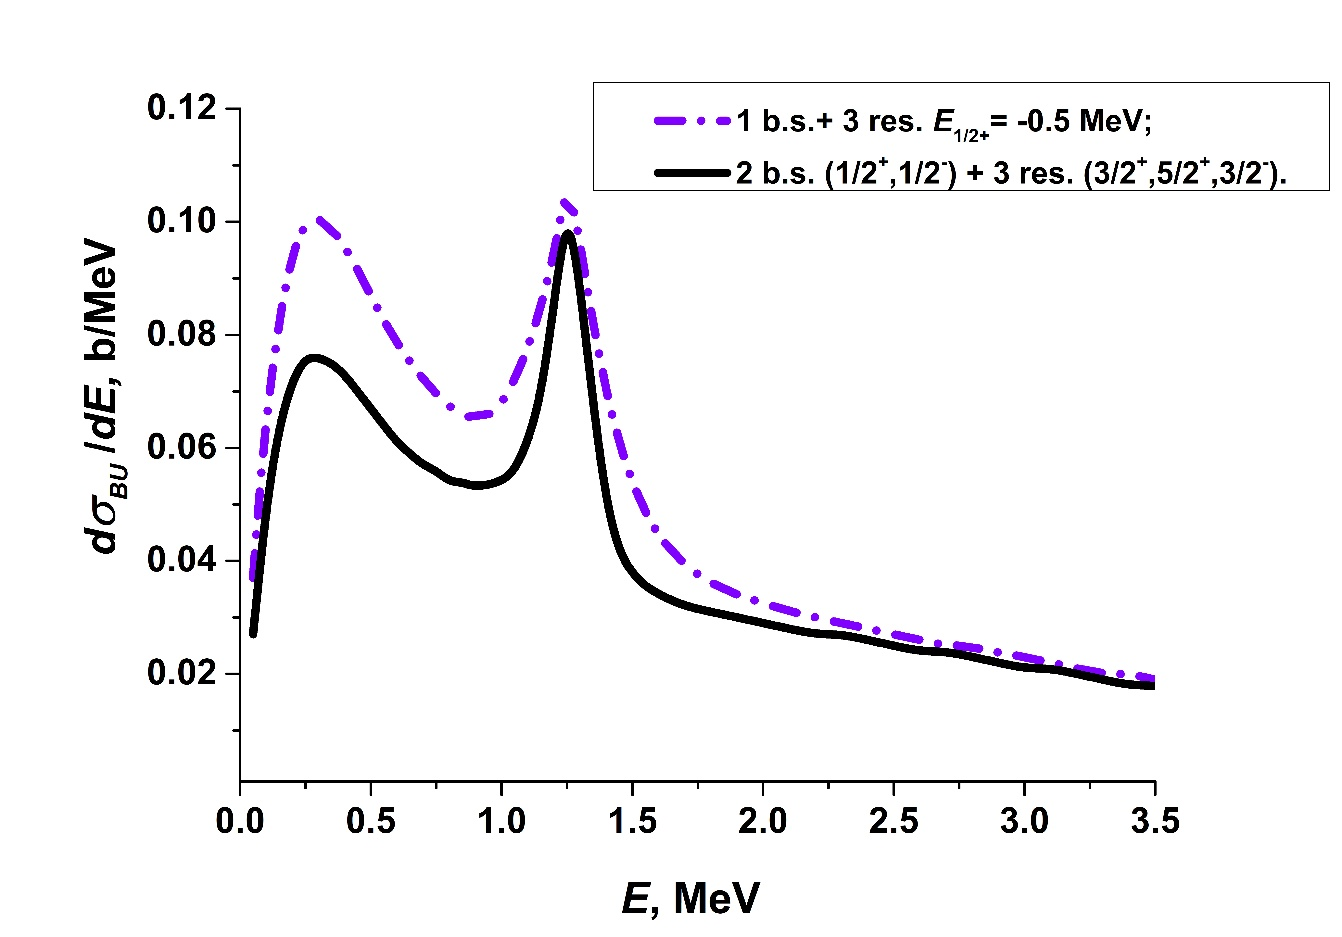 1 b.s.+ 3 res. E1/2+= -0.5 MeV;
2 b.s. (1/2+,1/2-) + 3 res. (3/2+,5/2+,3/2-).
dσBU/dE, b/MeV
0.12
0.10
0.08
0.06
0.04
0.02
0.0 0.5 1.0 1.5 2.0 2.5 3.0 3.5
E, MeV